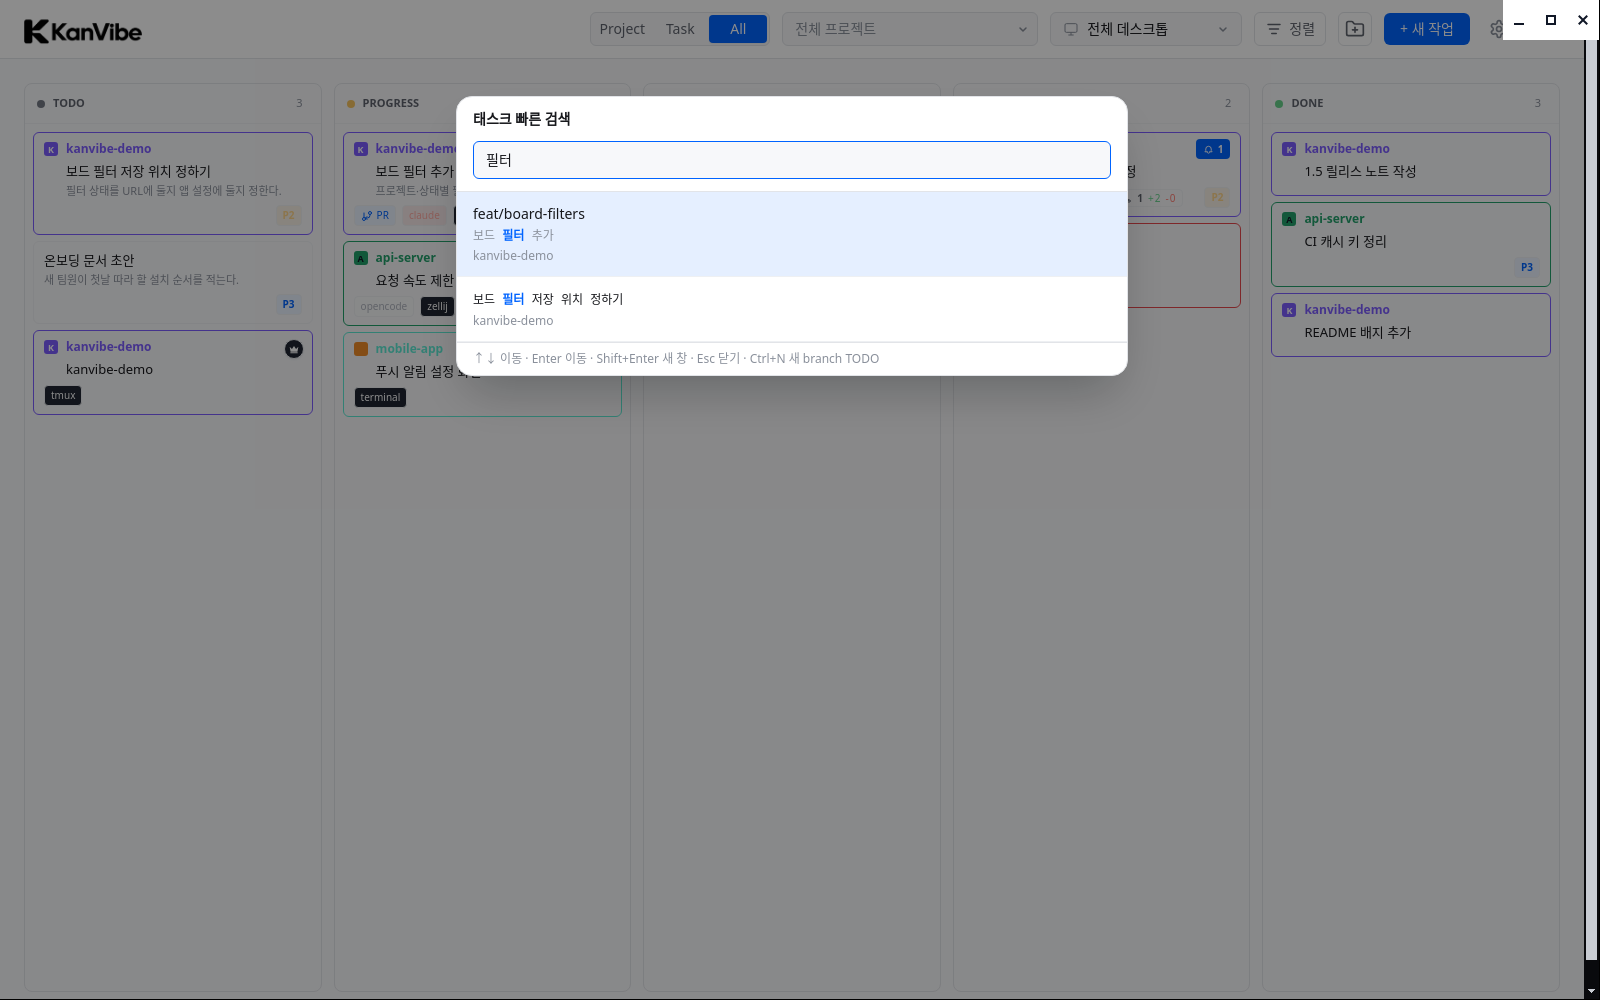 KanVibe
Project Task All
전체 프로젝트
전체 데스크톱
정렬
+ 새 작업
TODO 3
kanvibe-demo
보드 필터 저장 위치 정하기
필터 상태를 URL에 둘지 앱 설정에 둘지 정한다.
P2
온보딩 문서 초안
새 팀원이 첫날 따라 할 설치 순서를 적는다.
P3
kanvibe-demo
kanvibe-demo
tmux
PROGRESS
kanvibe-demo
보드 필터 추가
프로젝트·상태별
PR claude
A api-server
요청 속도 제한
opencode zellij
mobile-app
푸시 알림 설정
terminal
태스크 빠른 검색
필터
feat/board-filters
보드 필터 추가
kanvibe-demo
보드 필터 저장 위치 정하기
kanvibe-demo
↑↓ 이동 · Enter 이동 · Shift+Enter 새 창 · Esc 닫기 · Ctrl+N 새 branch TODO
2
1
정
1 +2 -0
P2
DONE 3
K kanvibe-demo
1.5 릴리스 노트 작성
A api-server
CI 캐시 키 정리
P3
K kanvibe-demo
README 배지 추가